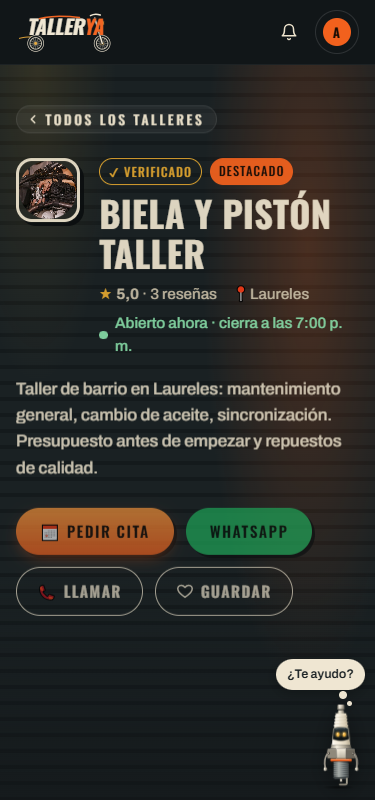 TALLERYA
A
‹ TODOS LOS TALLERES
✓ VERIFICADO DESTACADO
BIELA Y PISTÓN
TALLER
★ 5,0 · 3 reseñas 📍 Laureles
Abierto ahora · cierra a las 7:00 p.
m.
Taller de barrio en Laureles: mantenimiento
general, cambio de aceite, sincronización.
Presupuesto antes de empezar y repuestos
de calidad.
PEDIR CITA WHATSAPP
LLAMAR GUARDAR
¿Te ayudo?